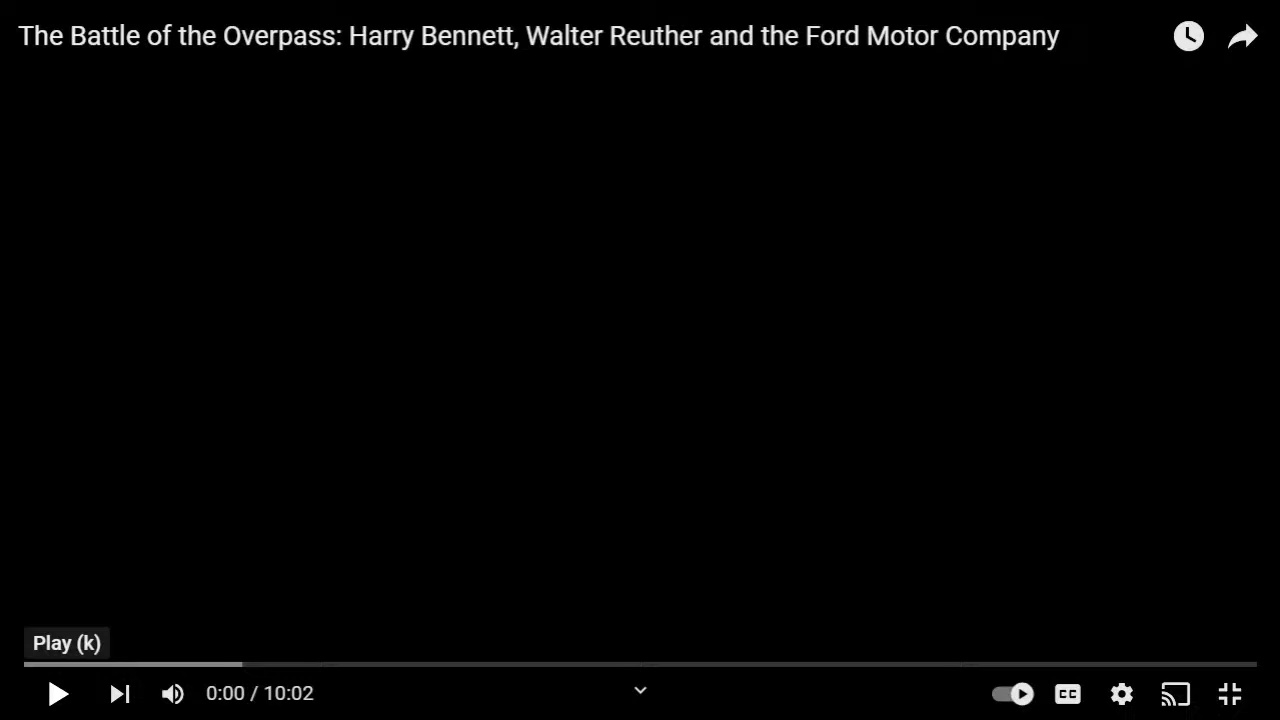 The Battle of the Overpass: Harry Bennett, Walter Reuther and the Ford Motor Company
Play (k)
0:00 / 10:02
CC